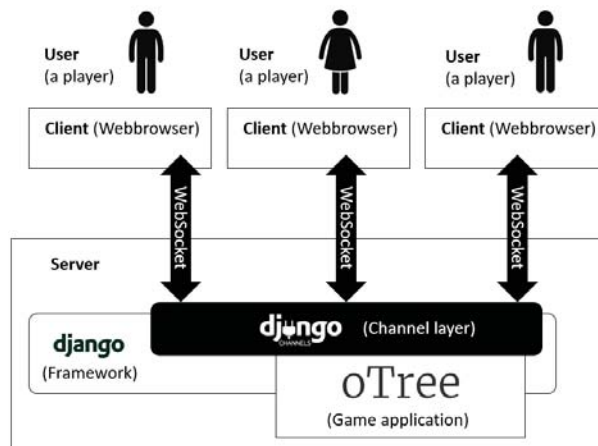 User
(a player)
User
(a player)
User
(a player)
Client (Webbrowser)
Client (Webbrowser)
Client (Webbrowser)
WebSocket
WebSocket
WebSocket
Server
django
CHANNELS
(Channel layer)
django
(Framework)
oTree
(Game application)